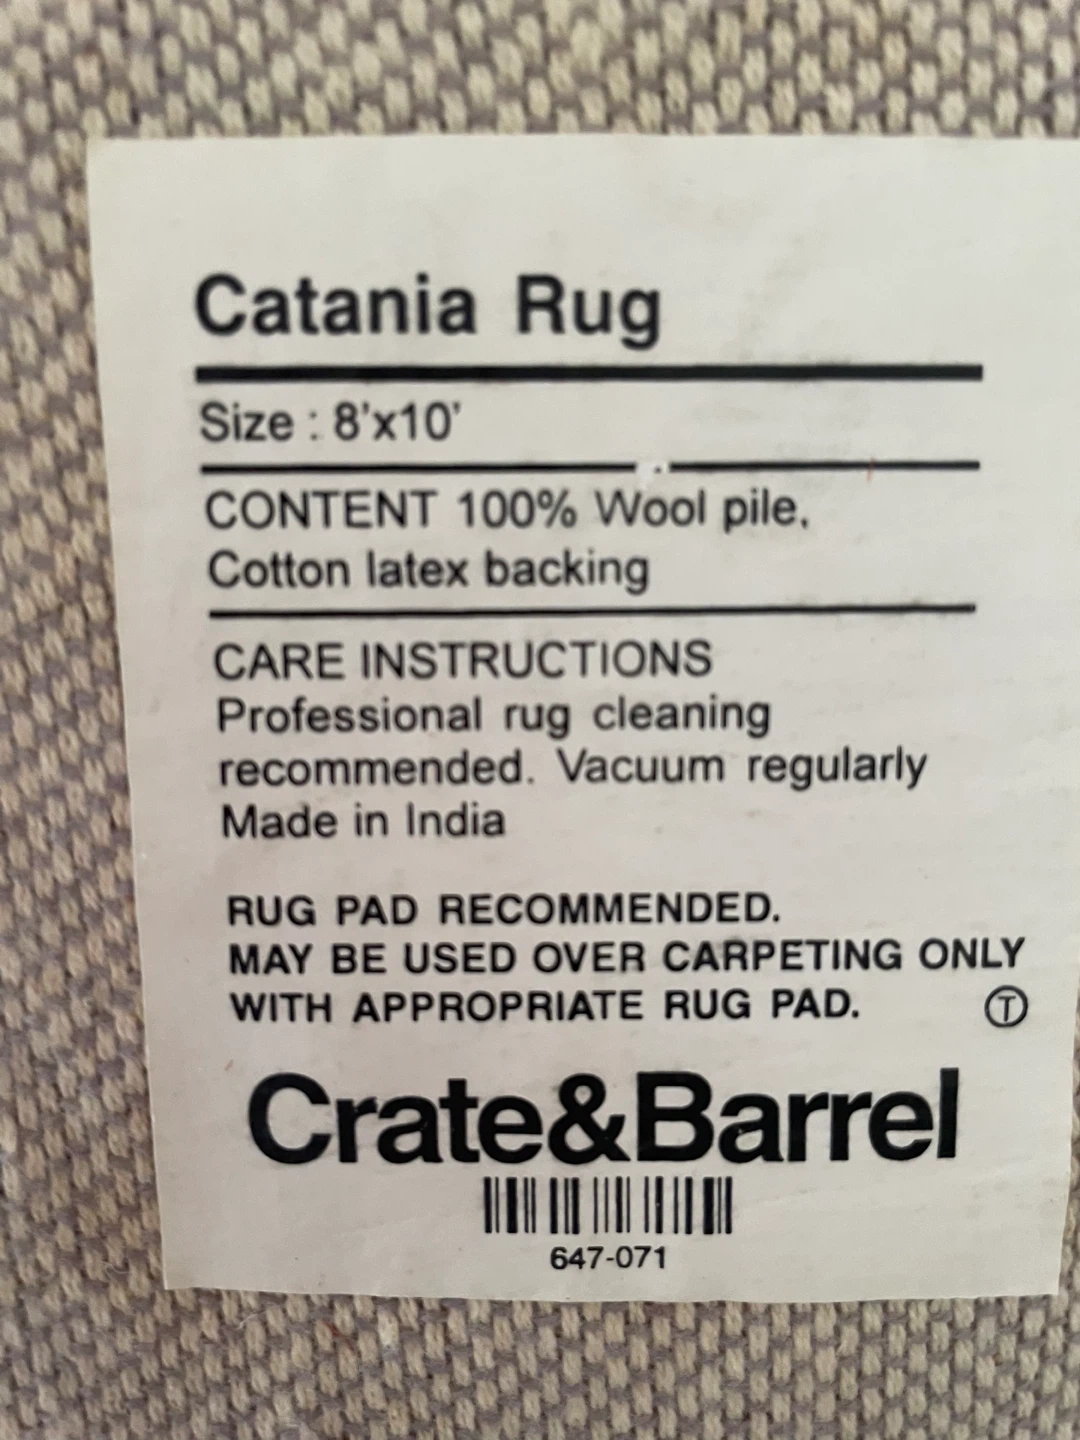 Catania Rug
Size : 8'x10'
CONTENT 100% Wool pile,
Cotton latex backing
CARE INSTRUCTIONS
Professional rug cleaning
recommended. Vacuum regularly
Made in India
RUG PAD RECOMMENDED.
MAY BE USED OVER CARPETING ONLY
WITH APPROPRIATE RUG PAD. Ⓣ
Crate&Barrel
647-071